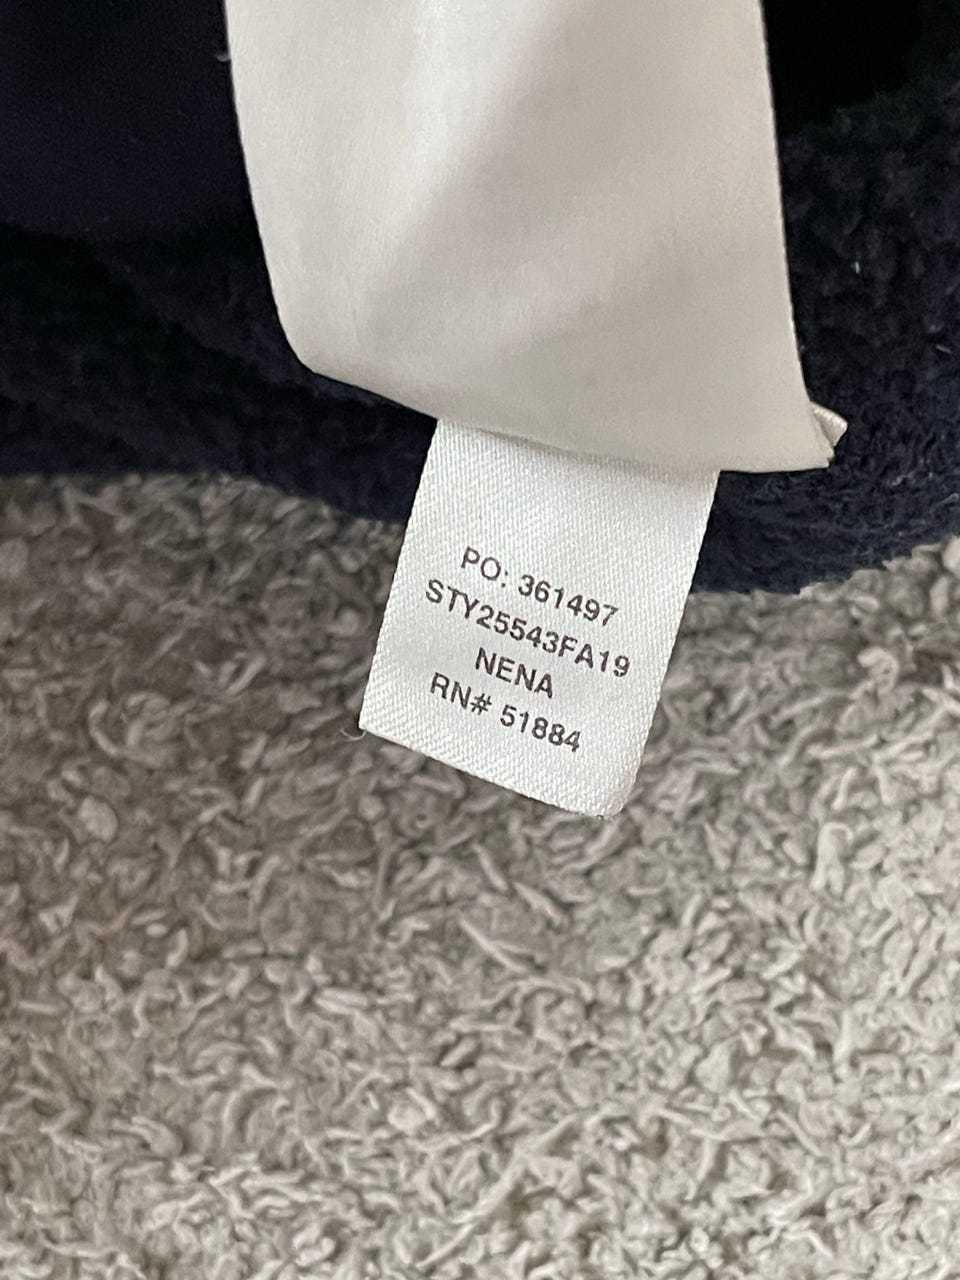 PO: 361497
STY25543FA19
NENA
RN# 51884